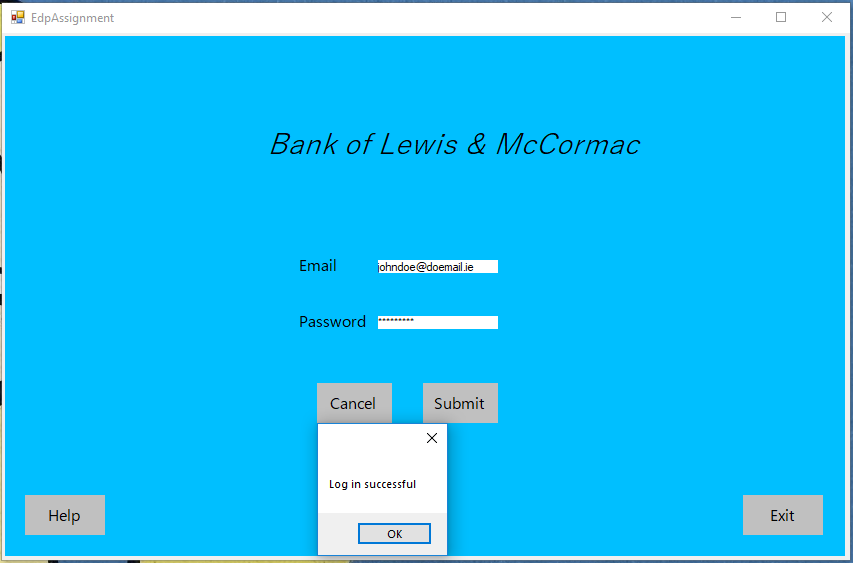 EdpAssignment
Bank of Lewis & McCormac
Email johndoe@doemail.ie
Password *********
Cancel Submit
Log in successful
Help Exit
OK